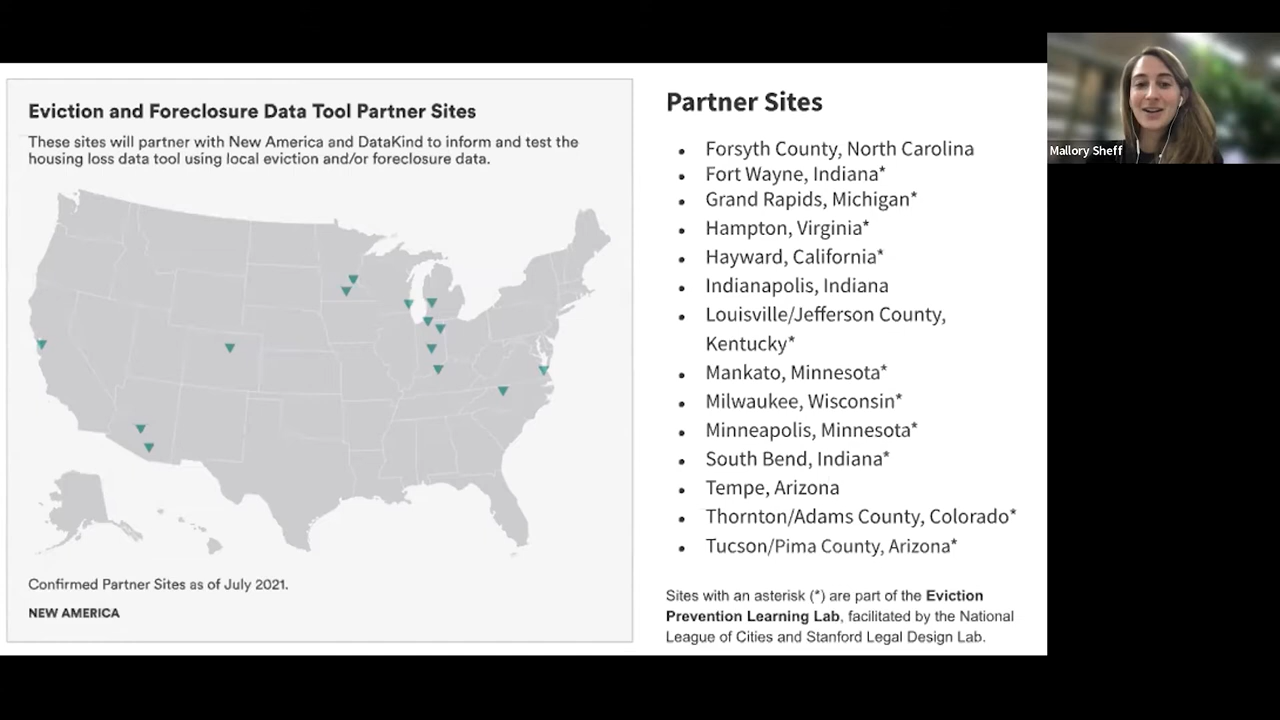 Eviction and Foreclosure Data Tool Partner Sites
These sites will partner with New America and DataKind to inform and test the
housing loss data tool using local eviction and/or foreclosure data.
Confirmed Partner Sites as of July 2021.
NEW AMERICA
Partner Sites
• Forsyth County, North Carolina
• Fort Wayne, Indiana*
• Grand Rapids, Michigan*
• Hampton, Virginia*
• Hayward, California*
• Indianapolis, Indiana
• Louisville/Jefferson County,
Kentucky*
• Mankato, Minnesota*
• Milwaukee, Wisconsin*
• Minneapolis, Minnesota*
• South Bend, Indiana*
• Tempe, Arizona
• Thornton/Adams County, Colorado*
• Tucson/Pima County, Arizona*
Sites with an asterisk (*) are part of the Eviction
Prevention Learning Lab, facilitated by the National
League of Cities and Stanford Legal Design Lab.
Mallory Sheff